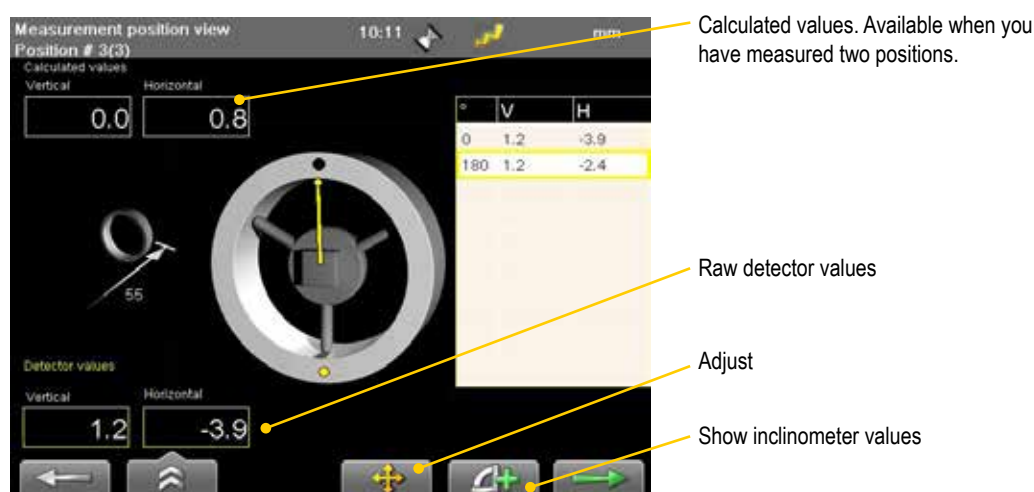 Measurement position view
10:11
mm
Position # 3(3)
Calculated values
Vertical
Horizontal
0.0
0.8
° V H
0 1.2 -3.9
180 1.2 -2.4
55
Detector values
Vertical
Horizontal
1.2
-3.9
Calculated values. Available when you
have measured two positions.
Raw detector values
Adjust
Show inclinometer values